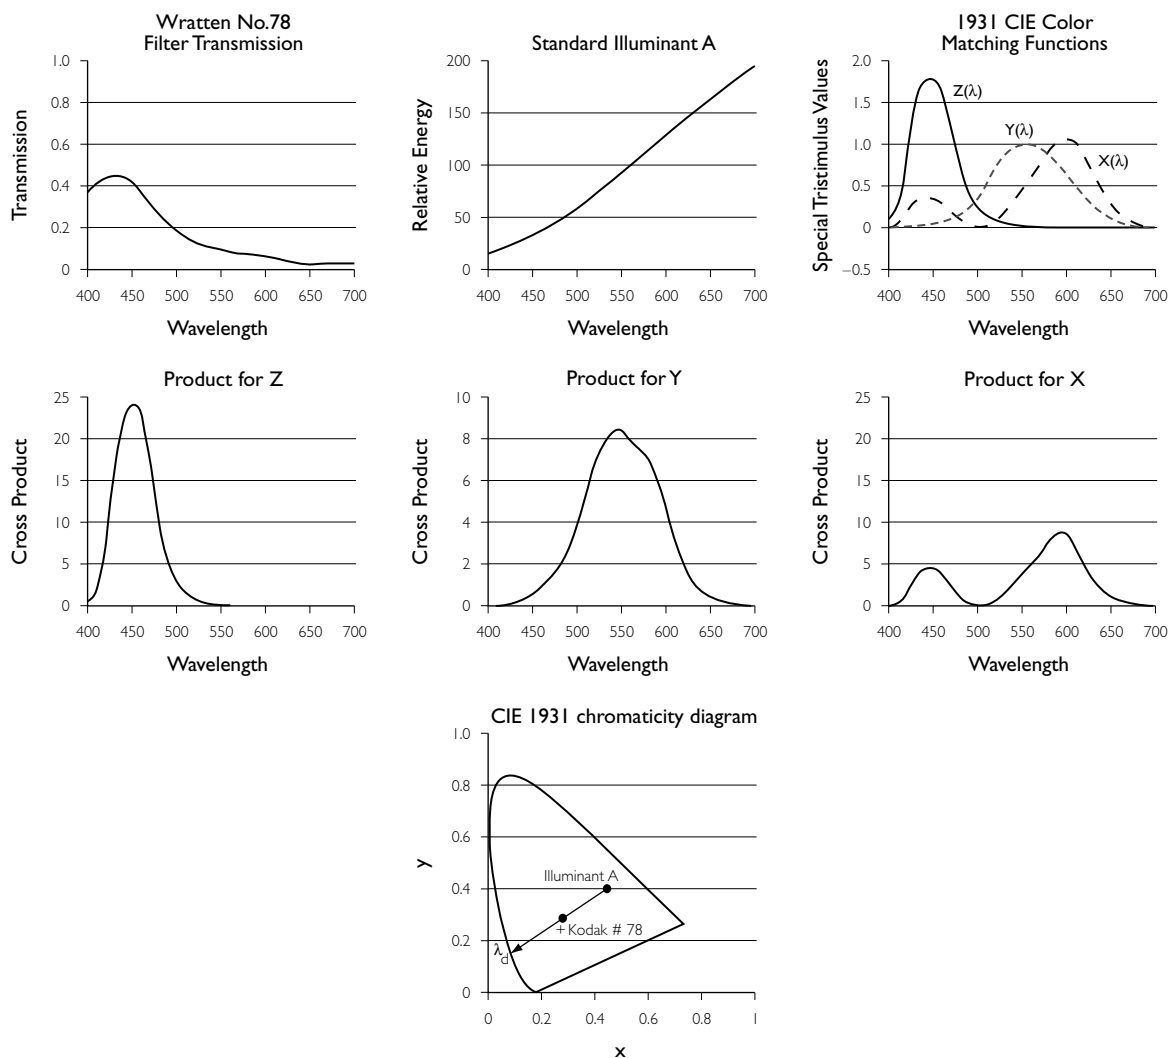 Wratten No.78
Filter Transmission
1.0
0.8
0.6
0.4
0.2
0
Transmission
400 450 500 550 600 650 700
Wavelength
Standard Illuminant A
200
150
100
50
0
Relative Energy
400 450 500 550 600 650 700
Wavelength
1931 CIE Color
Matching Functions
2.0
1.5
1.0
0.5
0
–0.5
Special Tristimulus Values
Z(λ)
Y(λ)
X(λ)
400 450 500 550 600 650 700
Wavelength
Product for Z
25
20
15
10
5
0
Cross Product
400 450 500 550 600 650 700
Wavelength
Product for Y
10
8
6
4
2
0
Cross Product
400 450 500 550 600 650 700
Wavelength
Product for X
25
20
15
10
5
0
Cross Product
400 450 500 550 600 650 700
Wavelength
CIE 1931 chromaticity diagram
1.0
0.8
0.6
0.4
0.2
0
y
Illuminant A
+ Kodak # 78
λd
0 0.2 0.4 0.6 0.8 1
x